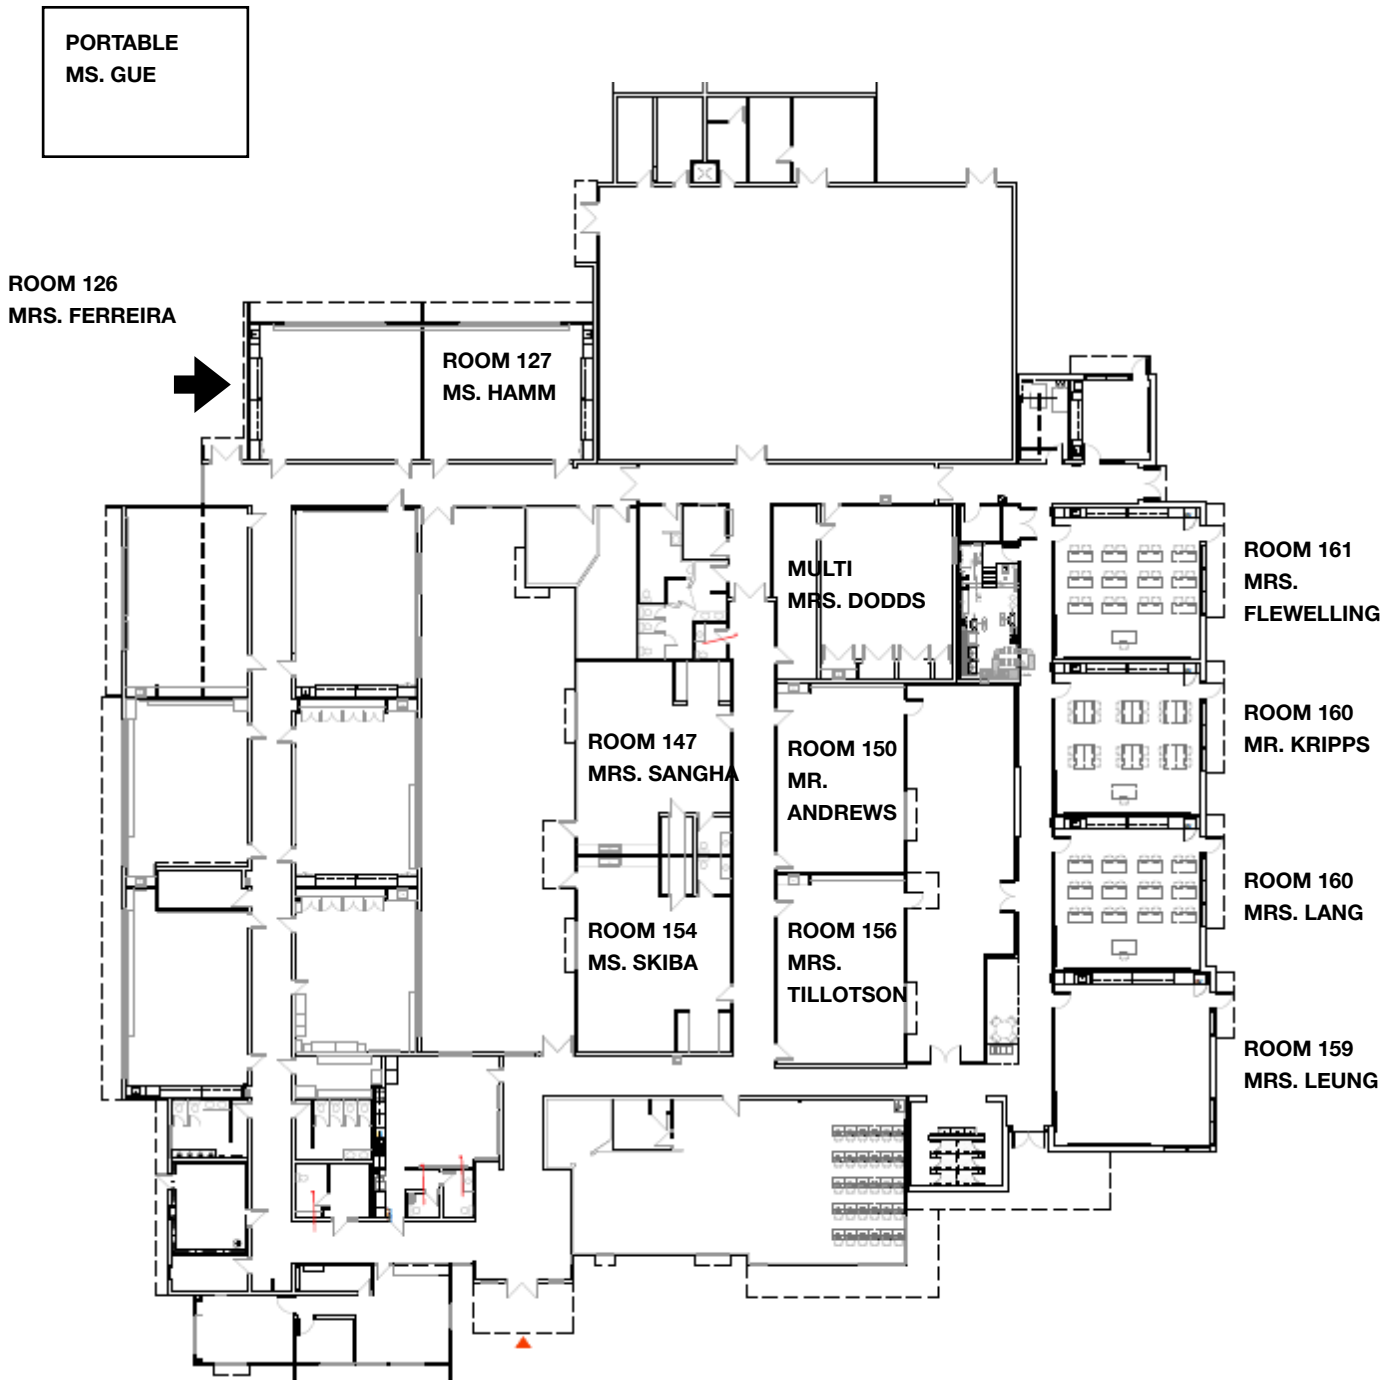 PORTABLE
MS. GUE
ROOM 126
MRS. FERREIRA
ROOM 127
MS. HAMM
MULTI
MRS. DODDS
ROOM 161
MRS.
FLEWELLING
ROOM 147
MRS. SANGHA
ROOM 150
MR.
ANDREWS
ROOM 160
MR. KRIPPS
ROOM 154
MS. SKIBA
ROOM 156
MRS.
TILLOTSON
ROOM 160
MRS. LANG
ROOM 159
MRS. LEUNG